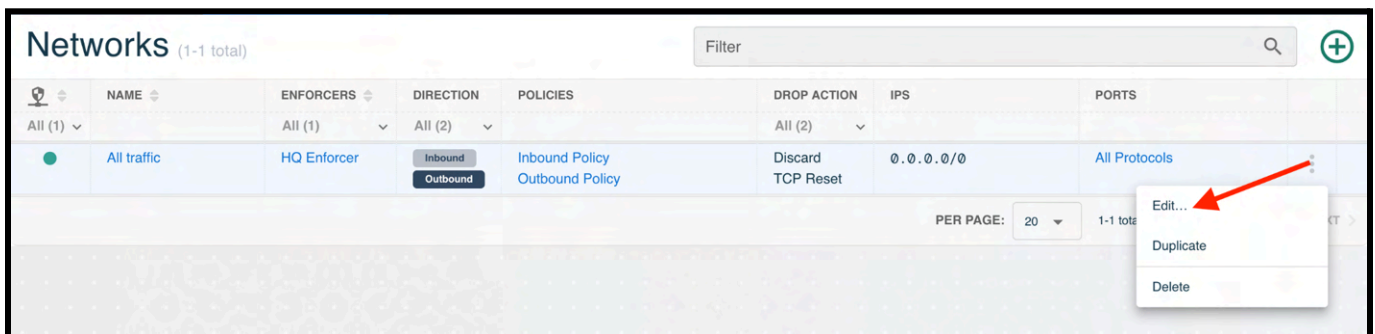 Networks (1-1 total)
Filter
NAME ENFORCERS DIRECTION POLICIES DROP ACTION IPS PORTS
All (1) All (1) All (2) All (2)
All traffic HQ Enforcer Inbound Inbound Policy Discard 0.0.0.0/0 All Protocols
Outbound Outbound Policy TCP Reset
PER PAGE: 20 1-1 tota XT
Edit...
Duplicate
Delete